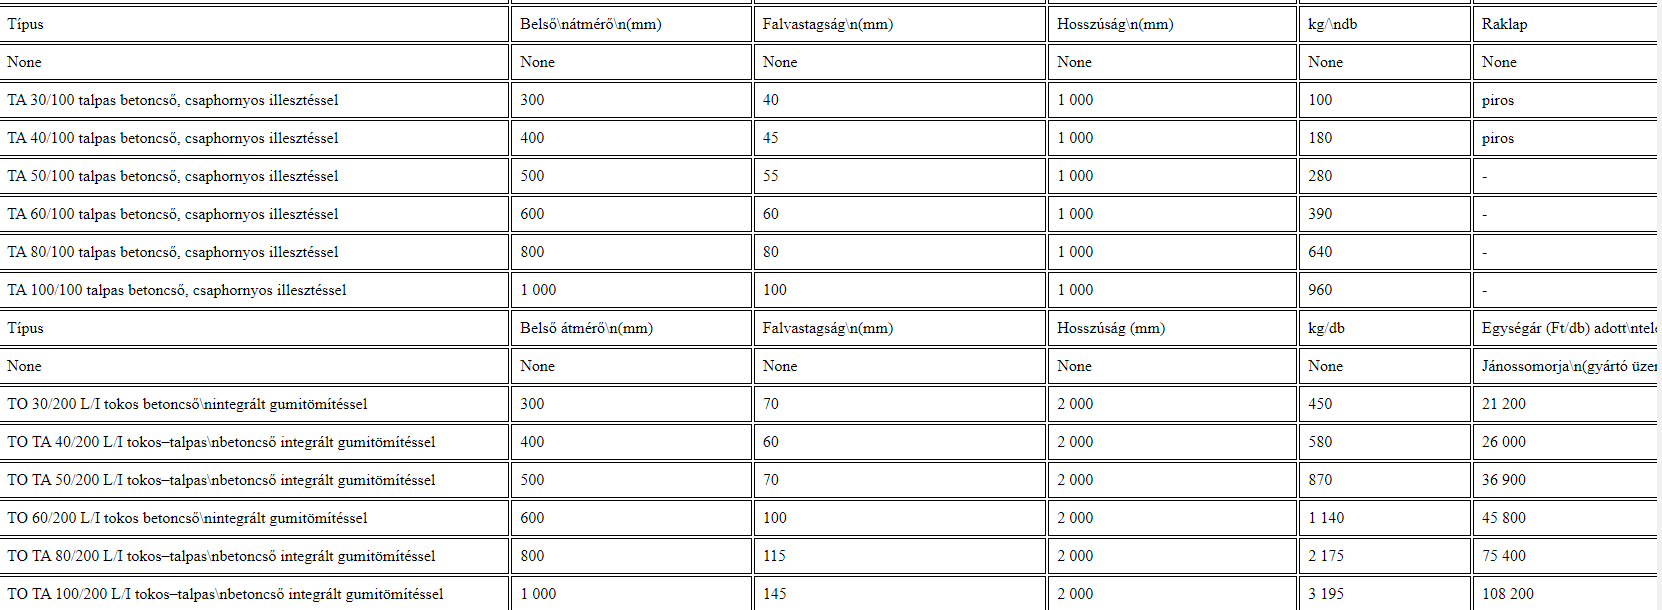 Típus Belső\nátmérő\n(mm) Falvastagság\n(mm) Hosszúság\n(mm) kg/\ndb Raklap
None None None None None None
TA 30/100 talpas betoncső, csaphornyos illesztéssel 300 40 1 000 100 piros
TA 40/100 talpas betoncső, csaphornyos illesztéssel 400 45 1 000 180 piros
TA 50/100 talpas betoncső, csaphornyos illesztéssel 500 55 1 000 280 -
TA 60/100 talpas betoncső, csaphornyos illesztéssel 600 60 1 000 390 -
TA 80/100 talpas betoncső, csaphornyos illesztéssel 800 80 1 000 640 -
TA 100/100 talpas betoncső, csaphornyos illesztéssel 1 000 100 1 000 960 -
Típus Belső átmérő\n(mm) Falvastagság\n(mm) Hosszúság (mm) kg/db Egységár (Ft/db) adott\ntele
None None None None None Jánossomorja\n(gyártó üzem
TO 30/200 L/I tokos betoncső\nintegrált gumitömítéssel 300 70 2 000 450 21 200
TO TA 40/200 L/I tokos–talpas\nbetoncső integrált gumitömítéssel 400 60 2 000 580 26 000
TO TA 50/200 L/I tokos–talpas\nbetoncső integrált gumitömítéssel 500 70 2 000 870 36 900
TO 60/200 L/I tokos betoncső\nintegrált gumitömítéssel 600 100 2 000 1 140 45 800
TO TA 80/200 L/I tokos–talpas\nbetoncső integrált gumitömítéssel 800 115 2 000 2 175 75 400
TO TA 100/200 L/I tokos–talpas\nbetoncső integrált gumitömítéssel 1 000 145 2 000 3 195 108 200